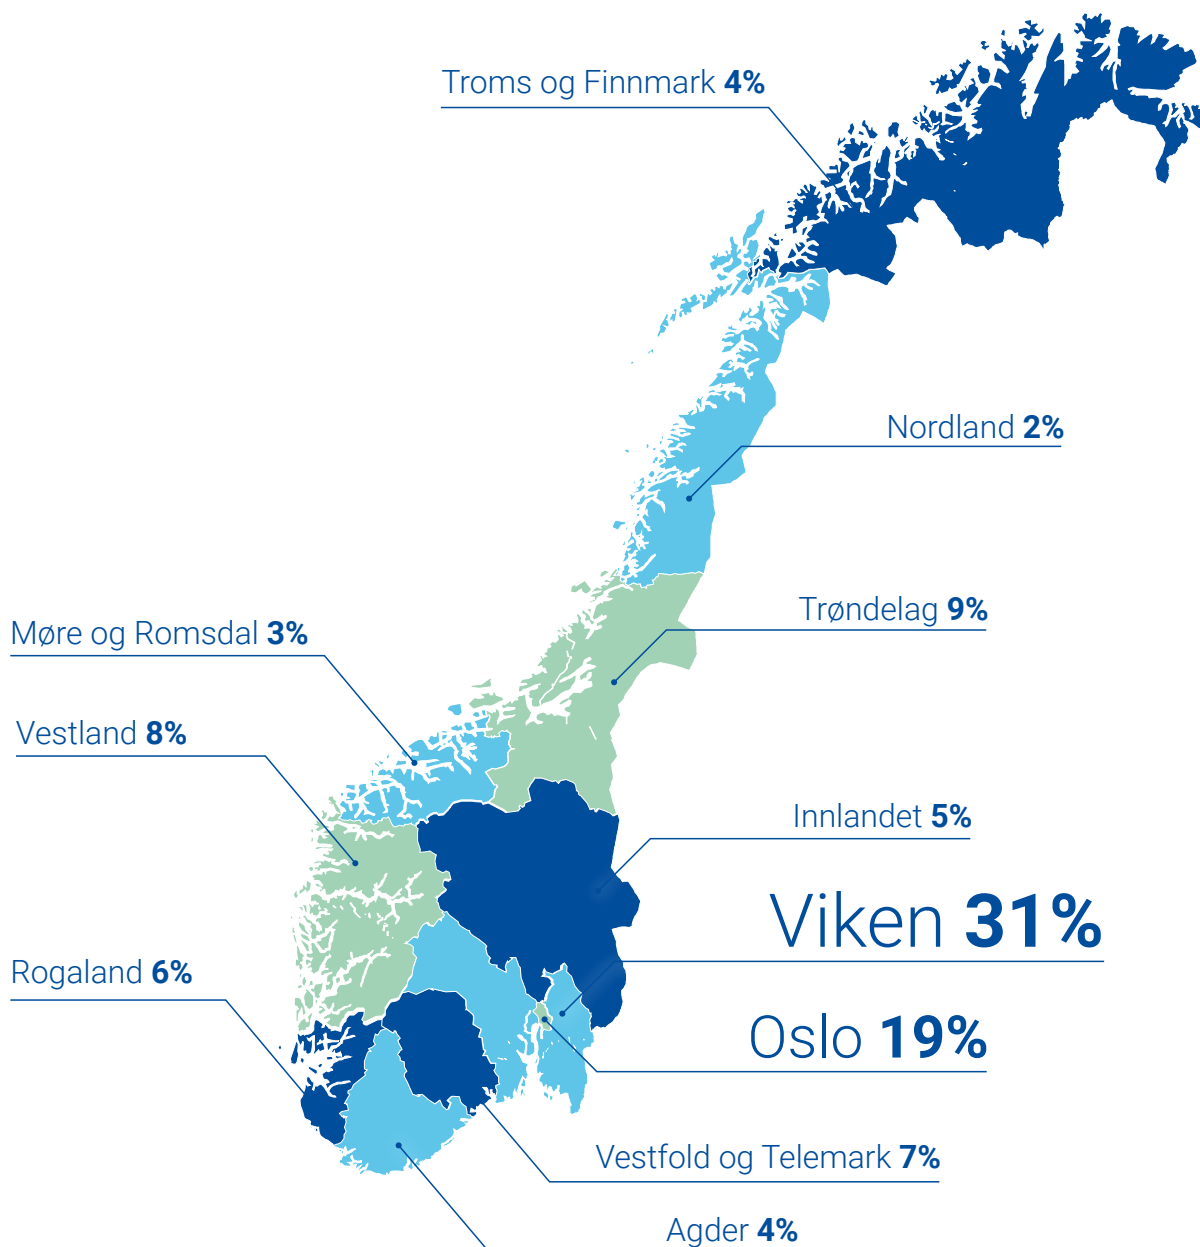 Troms og Finnmark 4%
Nordland 2%
Trøndelag 9%
Møre og Romsdal 3%
Vestland 8%
Innlandet 5%
Viken 31%
Rogaland 6%
Oslo 19%
Vestfold og Telemark 7%
Agder 4%